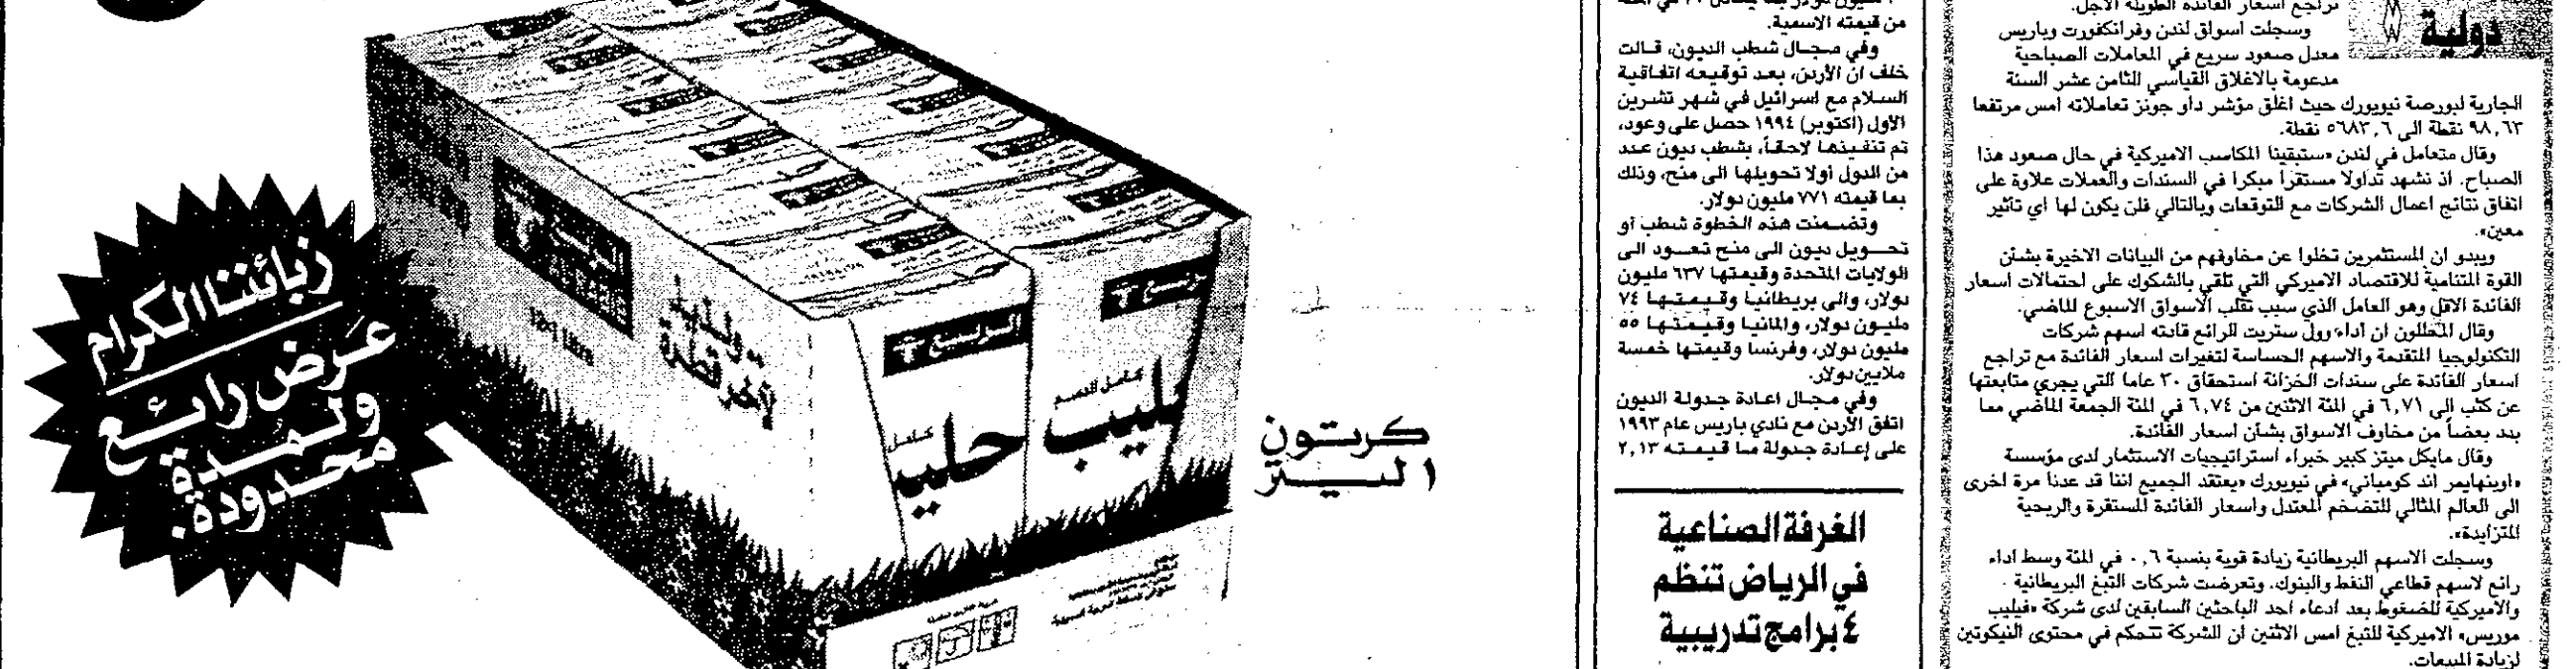 دولية
تراجع اسعار الفائدة الطويلة الاجل.
وسجلت اسواق لندن وفرانكفورت وباريس
معدل صعود سريع في المعاملات الصباحية
مدعومة بالاغلاق القياسي للثامن عشر السنة
الجارية لبورصة نيويورك حيث اغلق مؤشر داو جونز تعاملاته امس مرتفعا
٩٨,٦٣ نقطة الى ٥٦٨٣,٦ نقطة.
وقال متعامل في لندن «ستبقينا المكاسب الاميركية في حال صعود هذا
الصباح. اذ نشهد تداولا مستقرا مبكرا في السندات والعملات علاوة على
اتفاق نتائج اعمال الشركات مع التوقعات وبالتالي فلن يكون لها اي تأثير
معين».
ويبدو ان المستثمرين تخلوا عن مخاوفهم من البيانات الاخيرة بشأن
القوة المتنامية للاقتصاد الاميركي التي تلقي بالشكوك على احتمالات اسعار
الفائدة الاقل وهو العامل الذي سبب تقلب الاسواق الاسبوع الماضي.
وقال المحللون ان أداء وول ستريت الرائع قادته اسهم شركات
التكنولوجيا المتقدمة والاسهم الحساسة لتغيرات اسعار الفائدة مع تراجع
اسعار الفائدة على سندات الخزانة استحقاق ٣٠ عاما التي يجري متابعتها
عن كثب الى ٦,٧١ في المئة الاثنين من ٦,٧٤ في المئة الجمعة الماضي مما
بدد بعضاً من مخاوف الاسواق بشأن اسعار الفائدة.
وقال مايكل ميتز كبير خبراء استراتيجيات الاستثمار لدى مؤسسة
«اوبنهايمر اند كومباني» في نيويورك «يعتقد الجميع اننا قد عدنا مرة اخرى
الى العالم المثالي للتضخم المعتدل واسعار الفائدة المستقرة والربحية
المتزايدة».
وسجلت الاسهم البريطانية زيادة قوية بنسبة ٠,٦ في المئة وسط اداء
رائع لاسهم قطاعي النفط والبنوك. وتعرضت شركات التبغ البريطانية
والاميركية للضغوط بعد ادعاء احد الباحثين السابقين لدى شركة «فيليب
موريس» الاميركية للتبغ امس الاثنين ان الشركة تتحكم في محتوى النيكوتين
لزيادة المبيعات.
من قيمته الاسمية.
وفي مجال شطب الديون، قالت
خلف ان الأردن، بعد توقيعه اتفاقية
السلام مع اسرائيل في شهر تشرين
الأول (اكتوبر) ١٩٩٤ حصل على وعود،
تم تنفيذها لاحقاً، بشطب ديون عدد
من الدول أولا تحويلها الى منح، وذلك
بما قيمته ٧٧١ مليون دولار.
وتضمنت هذه الخطوة شطب أو
تحويل ديون الى منح تعود الى
الولايات المتحدة وقيمتها ٦٣٧ مليون
دولار، والى بريطانيا وقيمتها ٧٤
مليون دولار، والمانيا وقيمتها ٥٥
مليون دولار، وفرنسا وقيمتها خمسة
ملايين دولار.
وفي مجال اعادة جدولة الديون
اتفق الأردن مع نادي باريس عام ١٩٩٣
على إعادة جدولة ما قيمته ٢,١٣
الغرفة الصناعية
في الرياض تنظم
٤ برامج تدريبية
كرتون
١ ليتر
زبائننا الكرام
عرض رائع
ولمدة
محدودة.
المراعي
ولذيذ
لآخر قطرة
المراعي
كامل الدسم
حليب
كامل
حليب